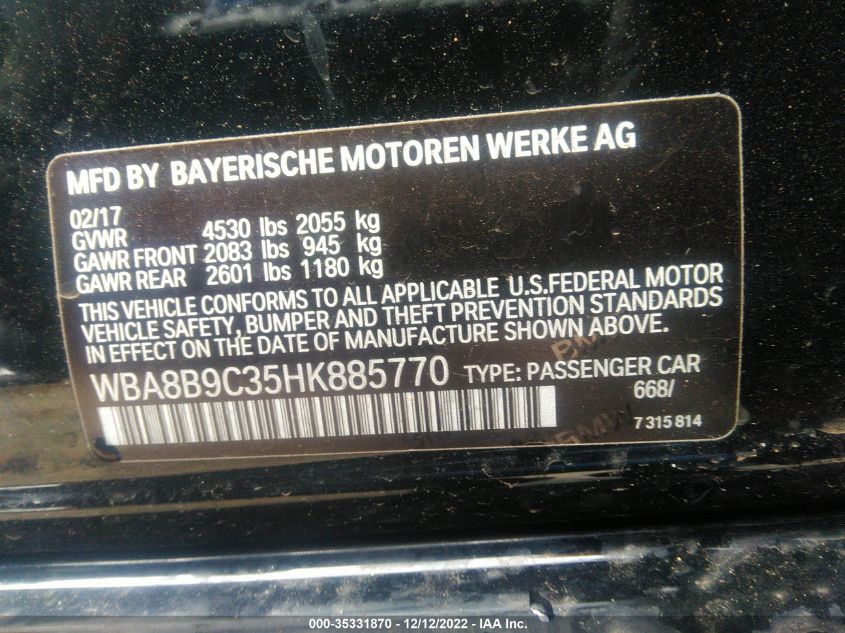 MFD BY BAYERISCHE MOTOREN WERKE AG
02/17
GVWR 4530 lbs 2055 kg
GAWR FRONT 2083 lbs 945 kg
GAWR REAR 2601 lbs 1180 kg
THIS VEHICLE CONFORMS TO ALL APPLICABLE U.S.FEDERAL MOTOR
VEHICLE SAFETY, BUMPER AND THEFT PREVENTION STANDARDS
IN EFFECT ON THE DATE OF MANUFACTURE SHOWN ABOVE.
BMW
WBA8B9C35HK885770 TYPE: PASSENGER CAR
668/
BMW
7 315 814
000-35331870 - 12/12/2022 - IAA Inc.